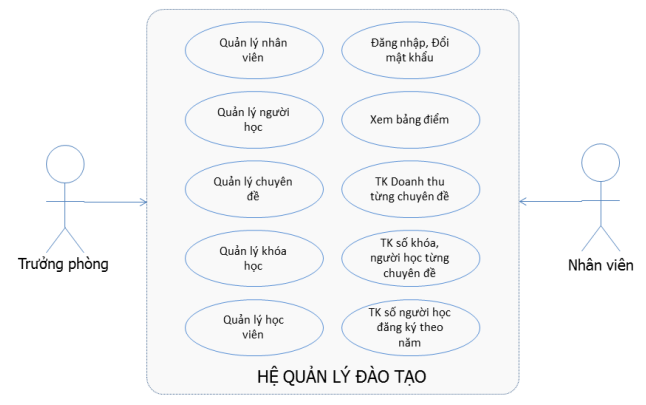 Quản lý nhân
viên
Đăng nhập, Đổi
mật khẩu
Quản lý người
học
Xem bảng điểm
Quản lý chuyên
đề
TK Doanh thu
từng chuyên đề
Quản lý khóa
học
TK số khóa,
người học từng
chuyên đề
Quản lý học
viên
TK số người học
đăng ký theo
năm
Trưởng phòng
Nhân viên
HỆ QUẢN LÝ ĐÀO TẠO